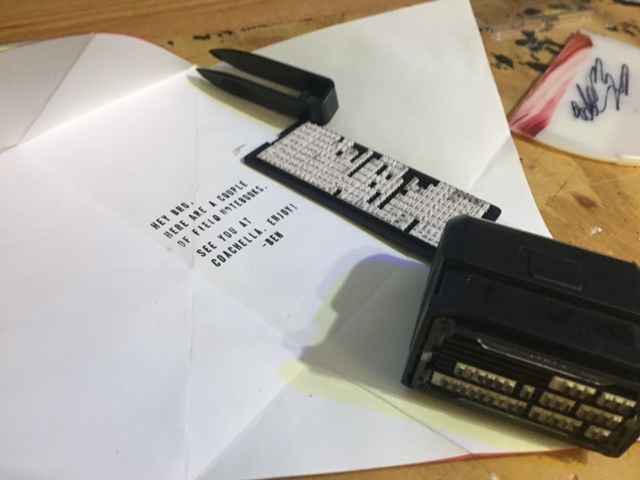 HEY BRO,
HERE ARE A COUPLE
OF FIELD NOTEBOOKS.
SEE YOU AT
COACHELLA, ENJOY!
-BEN